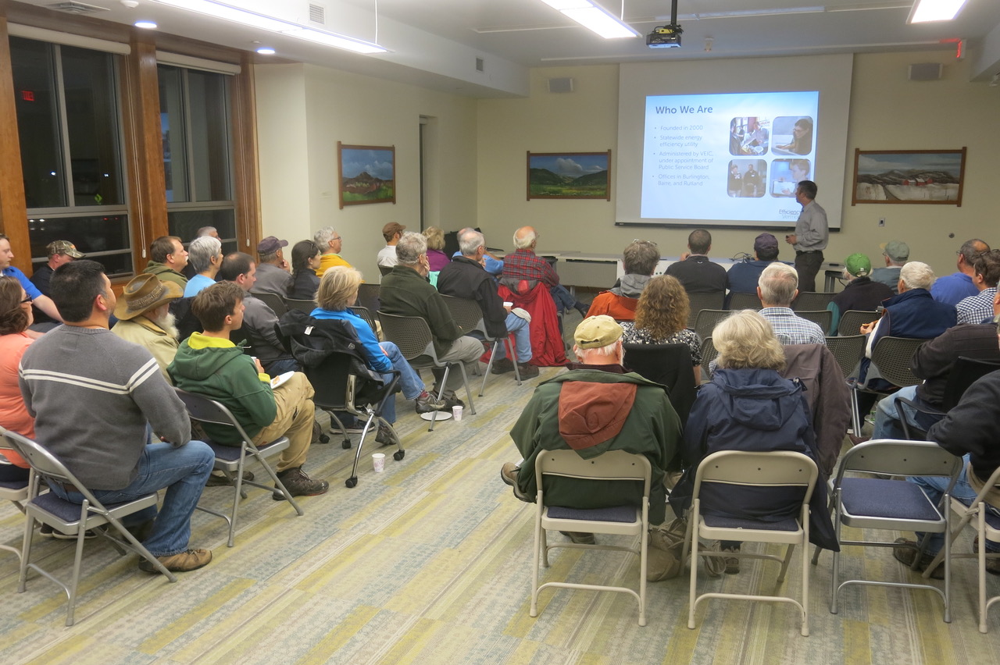 Who We Are
• Founded in 2000
• Statewide energy
efficiency utility
• Administered by VEIC,
under appointment of
Public Service Board
• Offices in Burlington,
Barre, and Rutland
Efficiency